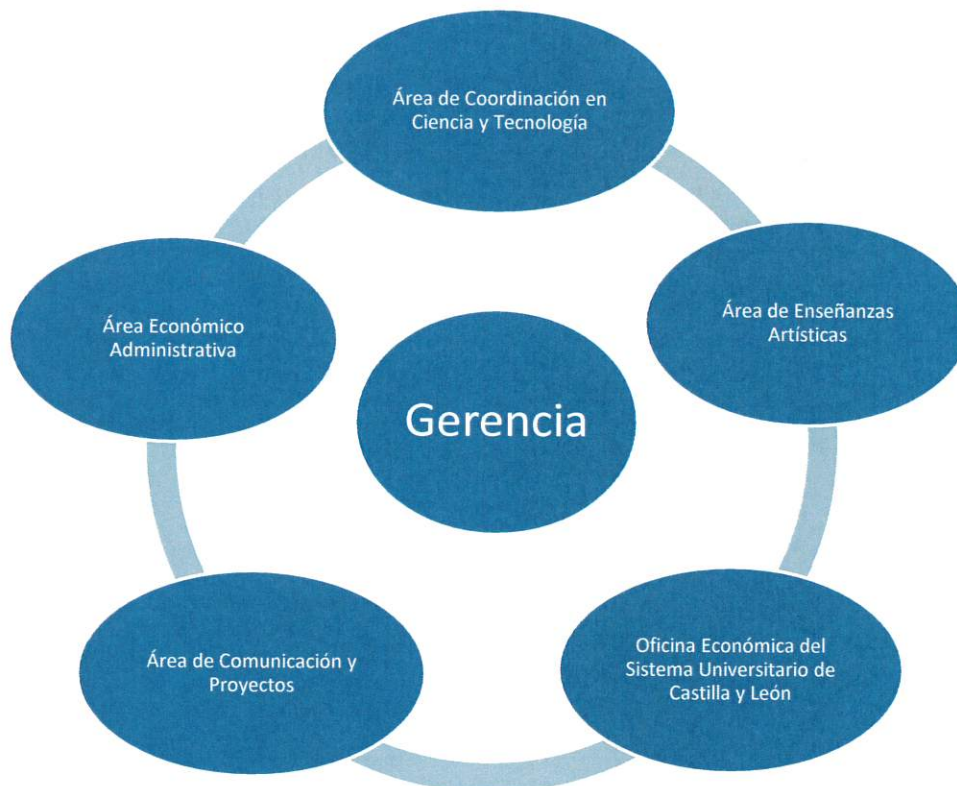 Área de Coordinación en
Ciencia y Tecnología
Área de Enseñanzas
Artísticas
Área Económico
Administrativa
Gerencia
Oficina Económica del
Sistema Universitario de
Castilla y León
Área de Comunicación y
Proyectos